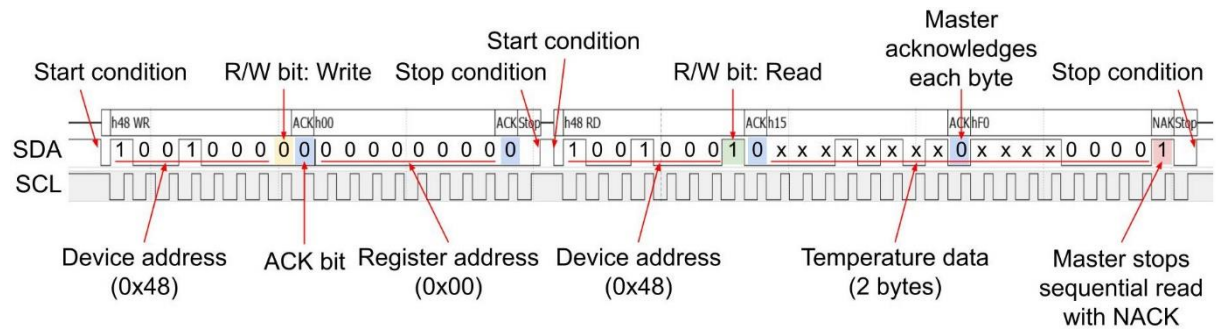 Master
acknowledges
each byte
Start condition
Start condition
R/W bit: Write
Stop condition
R/W bit: Read
Stop condition
h48 WR ACK h00 ACK Stop h48 RD ACK h15 ACK hF0 NAK Stop
SDA 1 0 0 1 0 0 0 0 0 0 0 0 0 0 0 0 0 0 1 0 0 1 0 0 0 1 0 x x x x x x x x 0 x x x x 0 0 0 0 1
SCL
Device address
(0x48)
ACK bit
Register address
(0x00)
Device address
(0x48)
Temperature data
(2 bytes)
Master stops
sequential read
with NACK